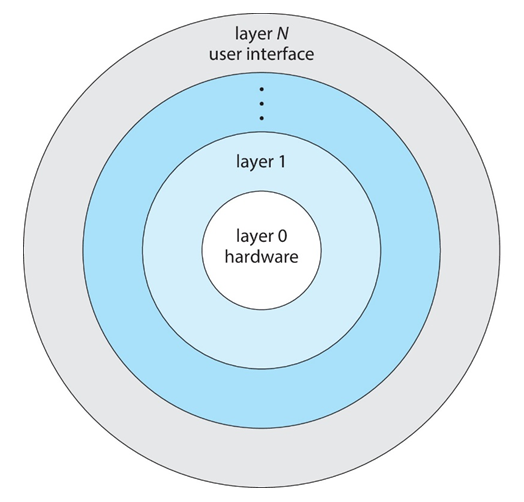 layer N
user interface
layer 1
layer 0
hardware